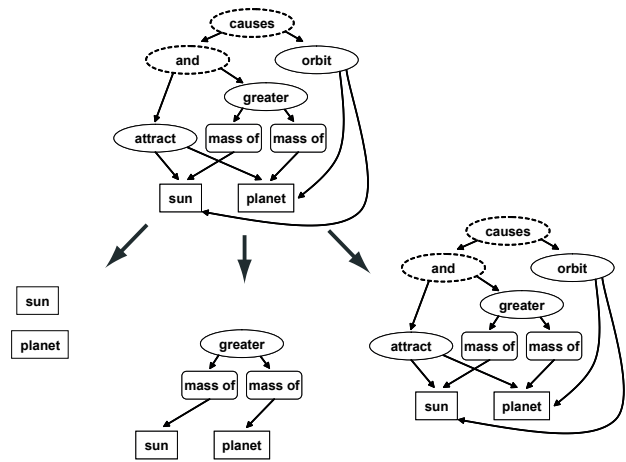 causes
and
orbit
greater
attract
mass of
mass of
sun
planet
sun
planet
greater
mass of
mass of
sun
planet
causes
and
orbit
greater
attract
mass of
mass of
sun
planet